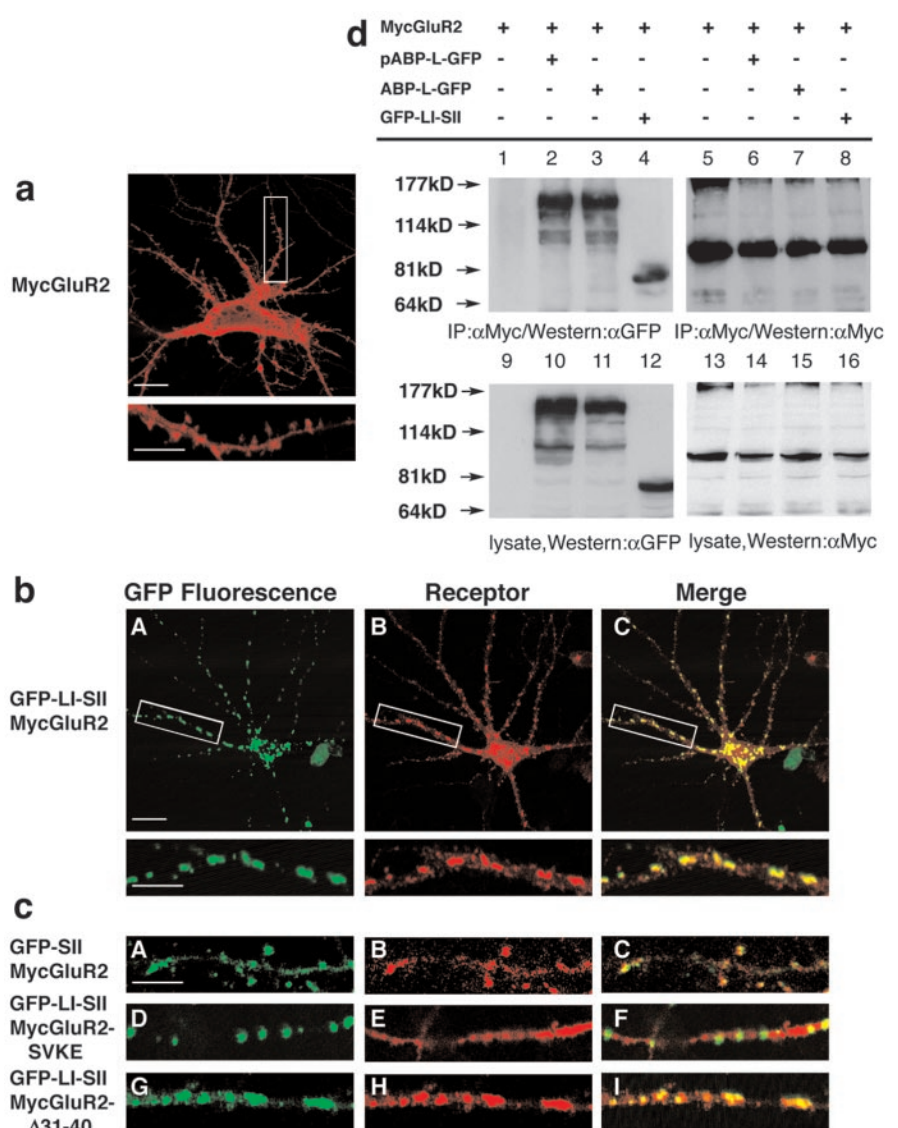 d
MycGluR2 + + + + + + + +
pABP-L-GFP - + - - - + - -
ABP-L-GFP - - + - - - + -
GFP-LI-SII - - - + - - - +
1 2 3 4 5 6 7 8
177kD
114kD
81kD
64kD
IP:αMyc/Western:αGFP IP:αMyc/Western:αMyc
9 10 11 12 13 14 15 16
177kD
114kD
81kD
64kD
lysate,Western:αGFP lysate,Western:αMyc
a
MycGluR2
b
GFP Fluorescence Receptor Merge
A B C
GFP-LI-SII
MycGluR2
c
GFP-SII
MycGluR2
A B C
GFP-LI-SII
MycGluR2-
SVKE
D E F
GFP-LI-SII
MycGluR2-
Δ31-40
G H I